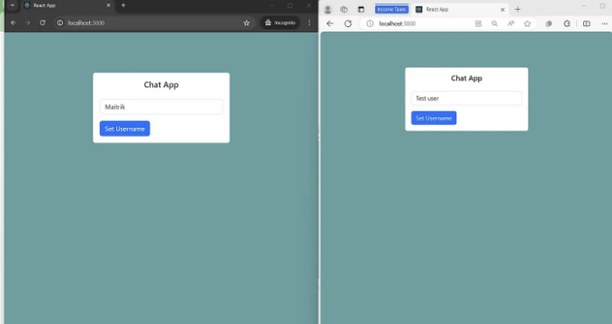 React App
localhost:3000
Incognito
Chat App
Maitrik
Set Username
Income Taxes
React App
localhost:3000
Chat App
Test user
Set Username